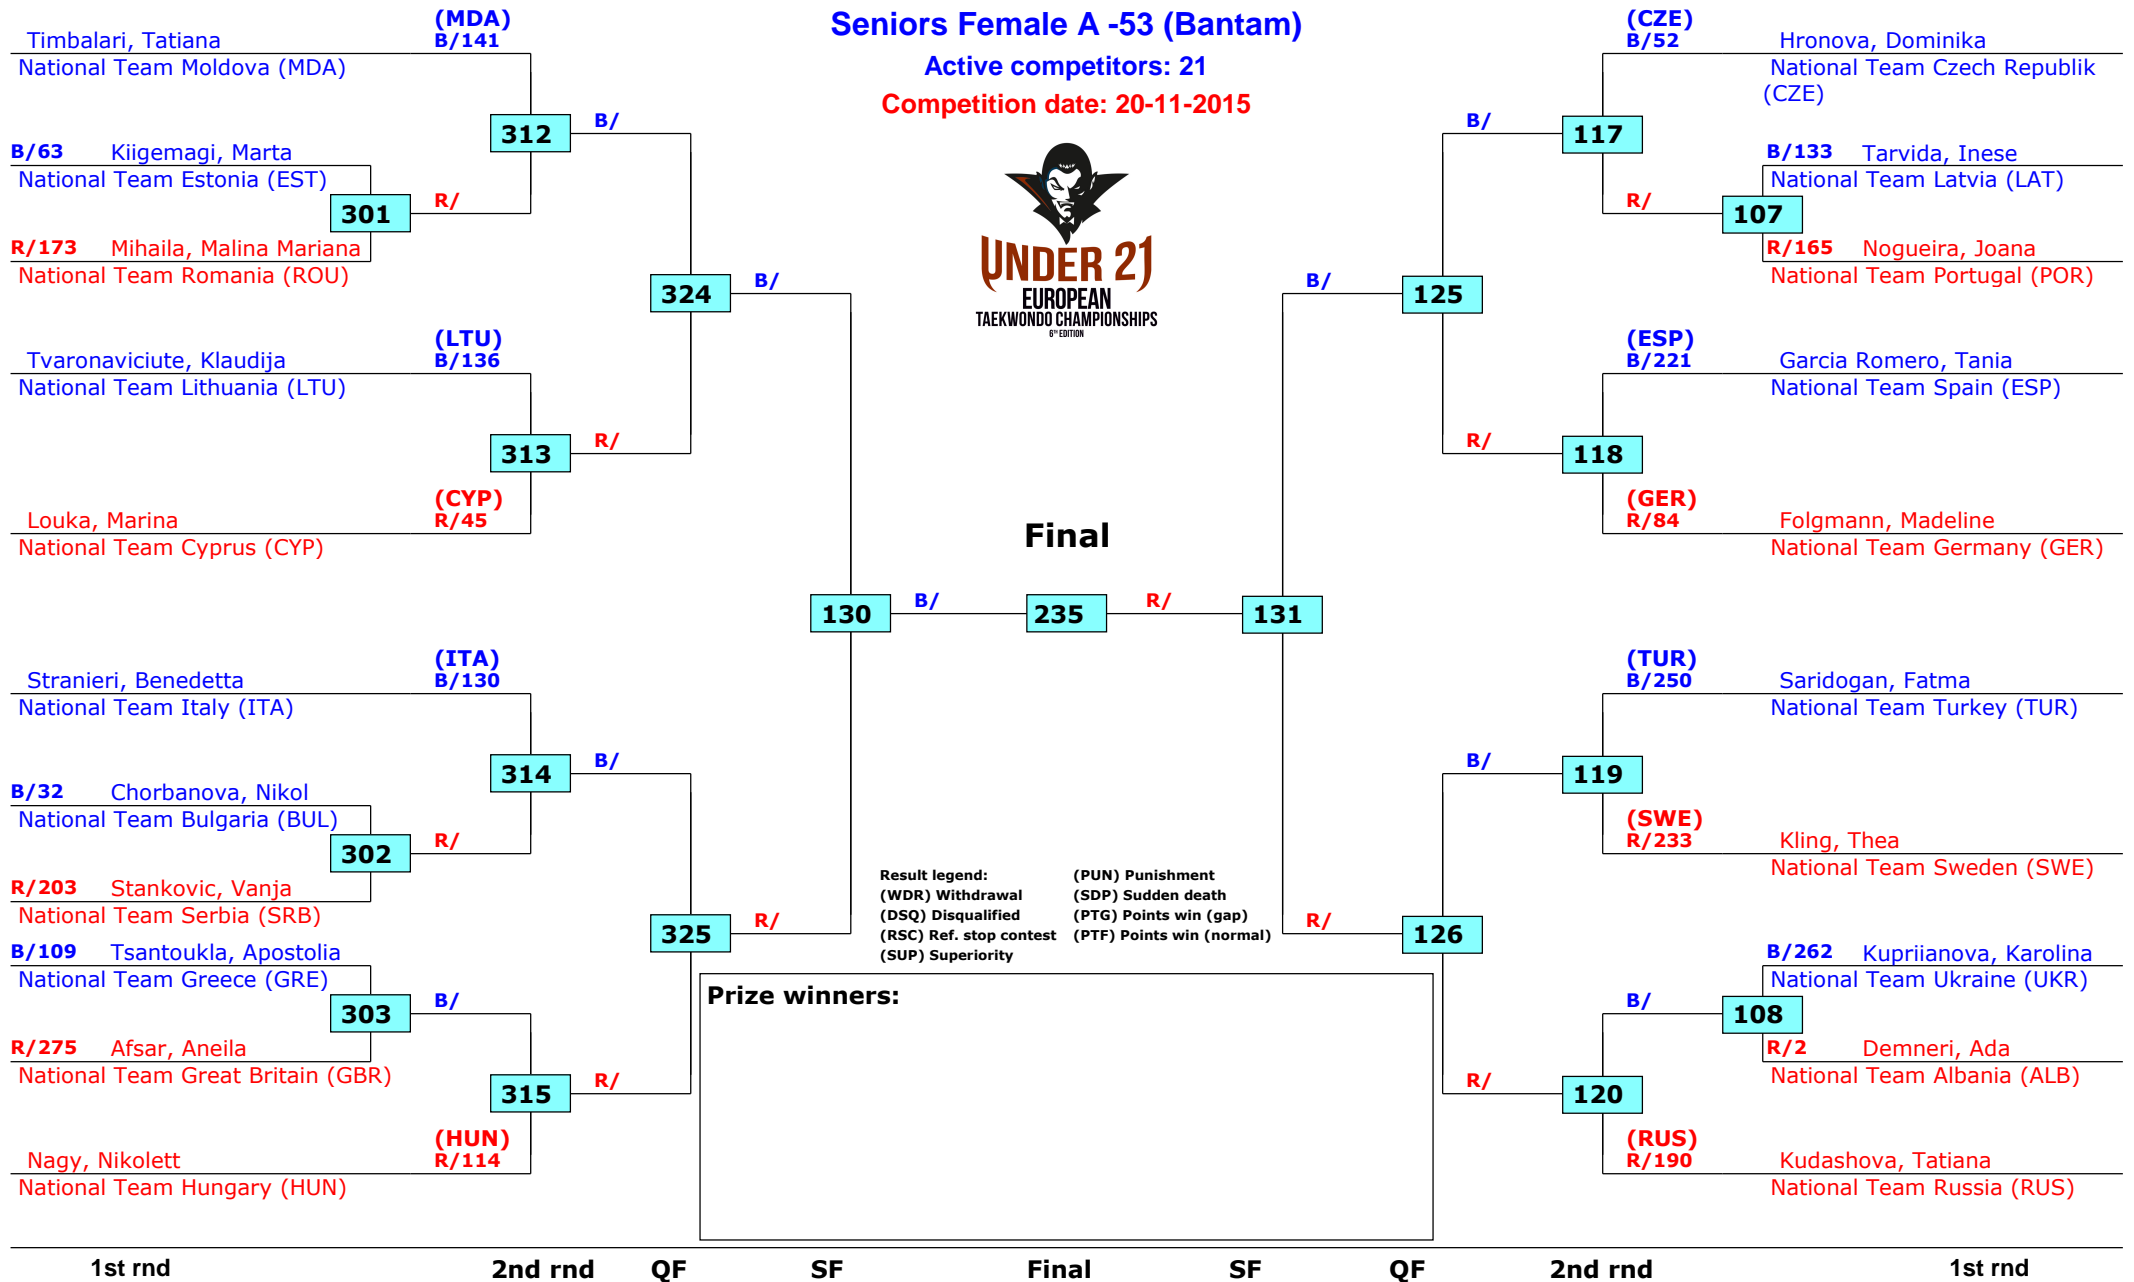 Seniors Female A -53 (Bantam)
Active competitors: 21
Competition date: 20-11-2015
UNDER 21
EUROPEAN
TAEKWONDO CHAMPIONSHIPS
6TH EDITION
(MDA)
Timbalari, Tatiana B/141
National Team Moldova (MDA)
312
B/
B/63 Kiigemagi, Marta
National Team Estonia (EST)
301
R/
R/173 Mihaila, Malina Mariana
National Team Romania (ROU)
324
B/
(LTU)
Tvaronaviciute, Klaudija B/136
National Team Lithuania (LTU)
313
R/
(CYP)
Louka, Marina R/45
National Team Cyprus (CYP)
130
B/
(ITA)
Stranieri, Benedetta B/130
National Team Italy (ITA)
314
B/
B/32 Chorbanova, Nikol
National Team Bulgaria (BUL)
302
R/
R/203 Stankovic, Vanja
National Team Serbia (SRB)
325
R/
B/109 Tsantoukla, Apostolia
National Team Greece (GRE)
303
B/
R/275 Afsar, Aneila
National Team Great Britain (GBR)
315
R/
(HUN)
Nagy, Nikolett R/114
National Team Hungary (HUN)
Final
235
R/
131
(CZE)
B/52 Hronova, Dominika
National Team Czech Republik
(CZE)
B/
117
B/133 Tarvida, Inese
National Team Latvia (LAT)
R/
107
R/165 Nogueira, Joana
National Team Portugal (POR)
B/
125
(ESP)
B/221 Garcia Romero, Tania
National Team Spain (ESP)
R/
118
(GER)
R/84 Folgmann, Madeline
National Team Germany (GER)
(TUR)
B/250 Saridogan, Fatma
National Team Turkey (TUR)
B/
119
(SWE)
R/233 Kling, Thea
National Team Sweden (SWE)
R/
126
B/262 Kupriianova, Karolina
National Team Ukraine (UKR)
B/
108
R/2 Demneri, Ada
National Team Albania (ALB)
R/
120
(RUS)
R/190 Kudashova, Tatiana
National Team Russia (RUS)
Result legend: (PUN) Punishment
(WDR) Withdrawal (SDP) Sudden death
(DSQ) Disqualified (PTG) Points win (gap)
(RSC) Ref. stop contest (PTF) Points win (normal)
(SUP) Superiority
Prize winners:
1st rnd 2nd rnd QF SF Final SF QF 2nd rnd 1st rnd